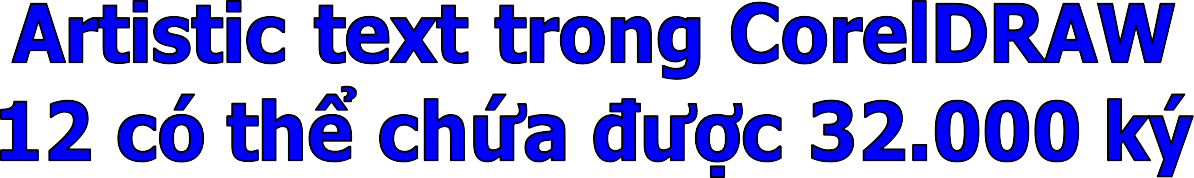 Artistic text trong CorelDRAW
12 có thể chứa được 32.000 ký